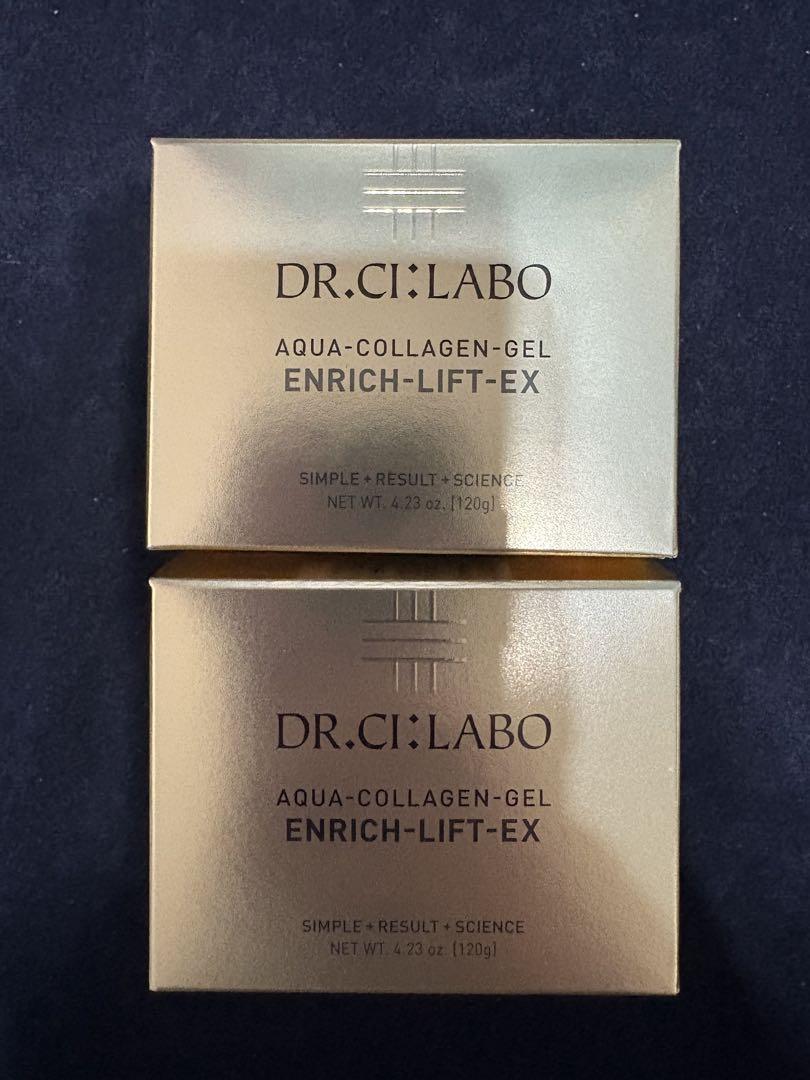 DR.CI:LABO
AQUA-COLLAGEN-GEL
ENRICH-LIFT-EX
SIMPLE+RESULT+SCIENCE
NET WT. 4.23 oz. [120g]
DR.CI:LABO
AQUA-COLLAGEN-GEL
ENRICH-LIFT-EX
SIMPLE+RESULT+SCIENCE
NET WT. 4.23 oz. [120g]